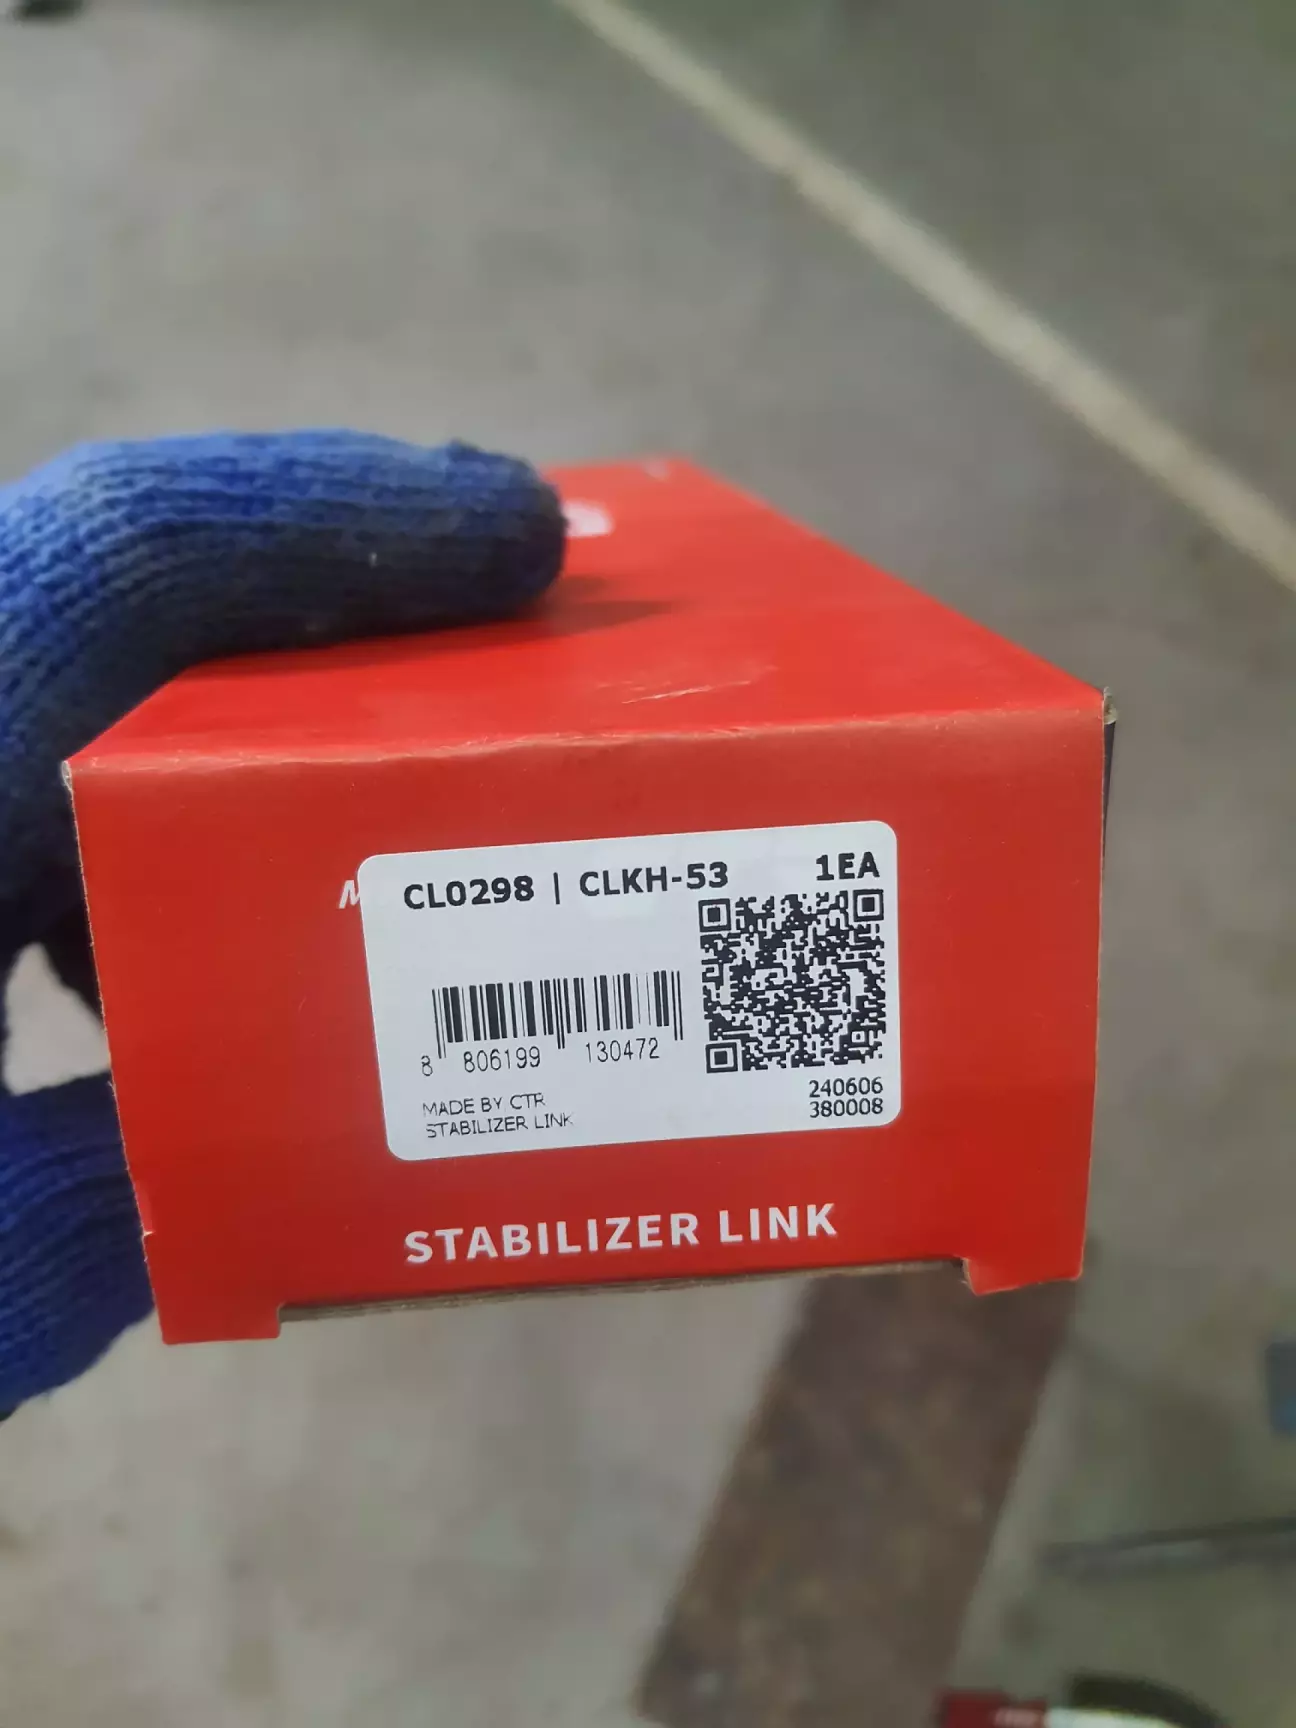 CL0298 | CLKH-53 1EA
8 806199 130472
MADE BY CTR
STABILIZER LINK
240606
380008
STABILIZER LINK